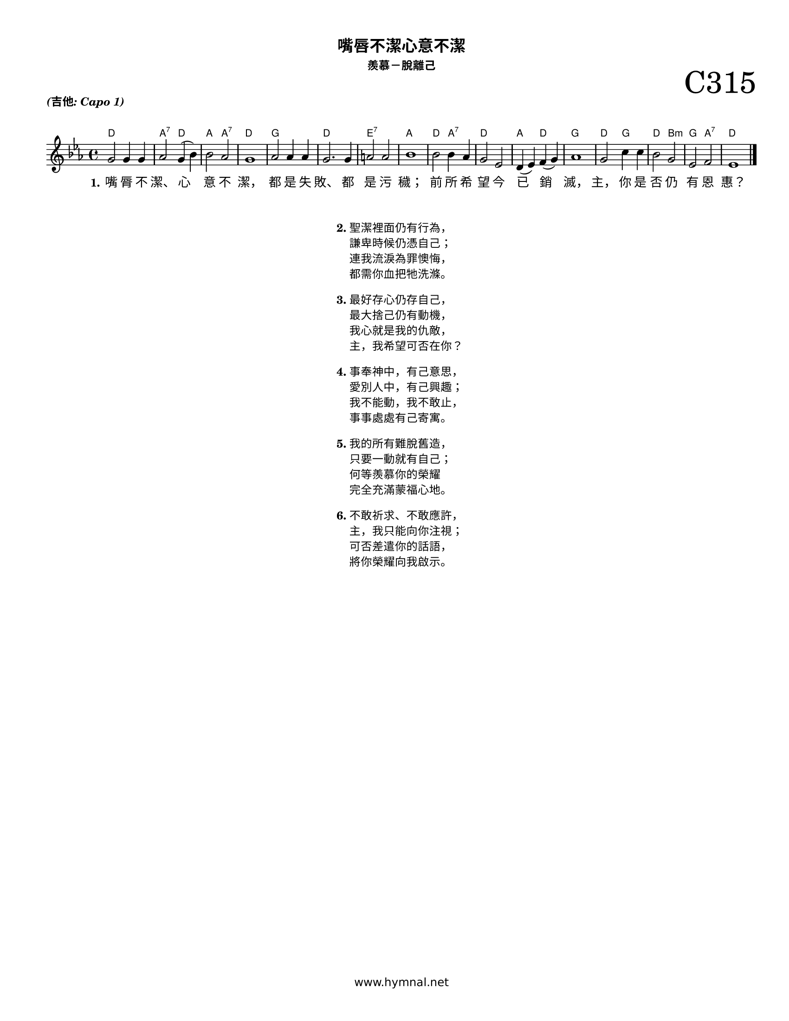 嘴唇不潔心意不潔
羨慕－脫離己
C315
(吉他: Capo 1)
D A7 D A A7 D G D E7 A D A7 D A D G D G D Bm G A7 D
1. 嘴唇不潔、心 意不潔， 都是失敗、都 是污穢； 前所希望今 已 銷 滅，主，你是否仍有恩惠？
2. 聖潔裡面仍有行為，
謙卑時候仍憑自己；
連我流淚為罪懊悔，
都需你血把牠洗滌。
3. 最好存心仍存自己，
最大捨己仍有動機，
我心就是我的仇敵，
主，我希望可否在你？
4. 事奉神中，有己意思，
愛別人中，有己興趣；
我不能動，我不敢止，
事事處處有己寄寓。
5. 我的所有難脫舊造，
只要一動就有自己；
何等羨慕你的榮耀
完全充滿蒙福心地。
6. 不敢祈求、不敢應許，
主，我只能向你注視；
可否差遣你的話語，
將你榮耀向我啟示。
www.hymnal.net